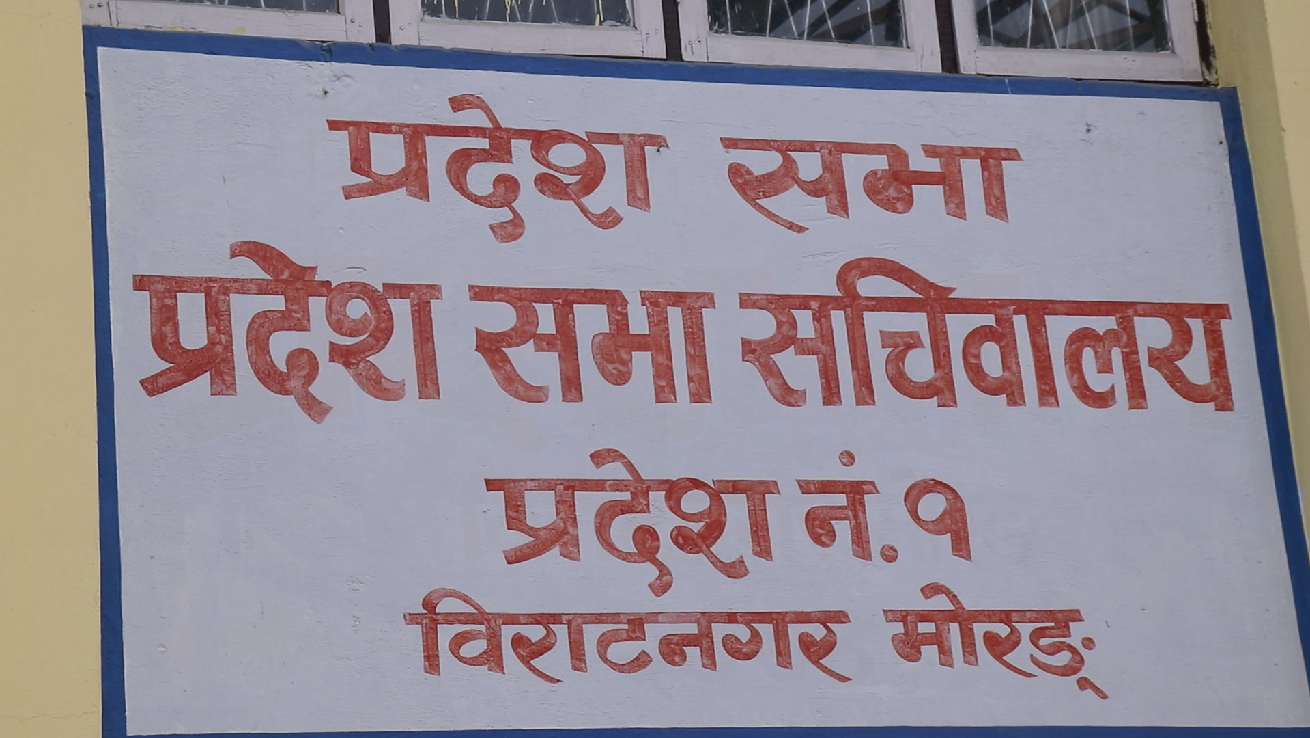 प्रदेश सभा
प्रदेश सभा सचिवालय
प्रदेश नं. १
विराटनगर मोरङ्